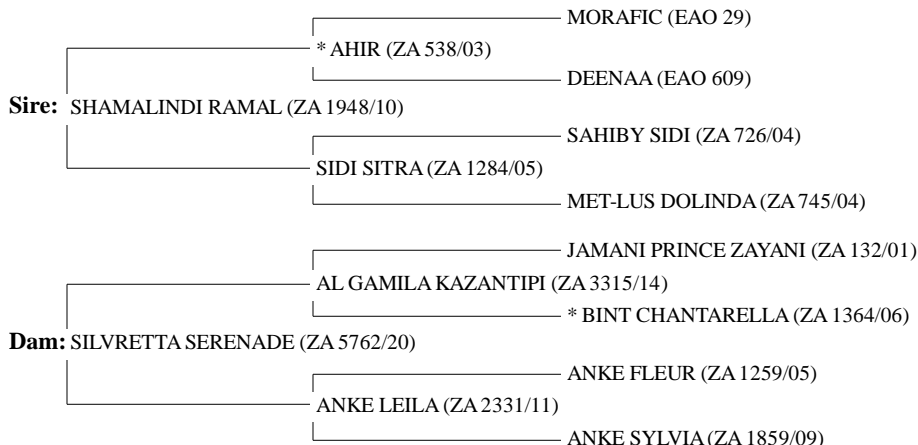 MORAFIC (EAO 29)
* AHIR (ZA 538/03)
DEENAA (EAO 609)
Sire: SHAMALINDI RAMAL (ZA 1948/10)
SAHIBY SIDI (ZA 726/04)
SIDI SITRA (ZA 1284/05)
MET-LUS DOLINDA (ZA 745/04)
JAMANI PRINCE ZAYANI (ZA 132/01)
AL GAMILA KAZANTIPI (ZA 3315/14)
* BINT CHANTARELLA (ZA 1364/06)
Dam: SILVRETTA SERENADE (ZA 5762/20)
ANKE FLEUR (ZA 1259/05)
ANKE LEILA (ZA 2331/11)
ANKE SYLVIA (ZA 1859/09)